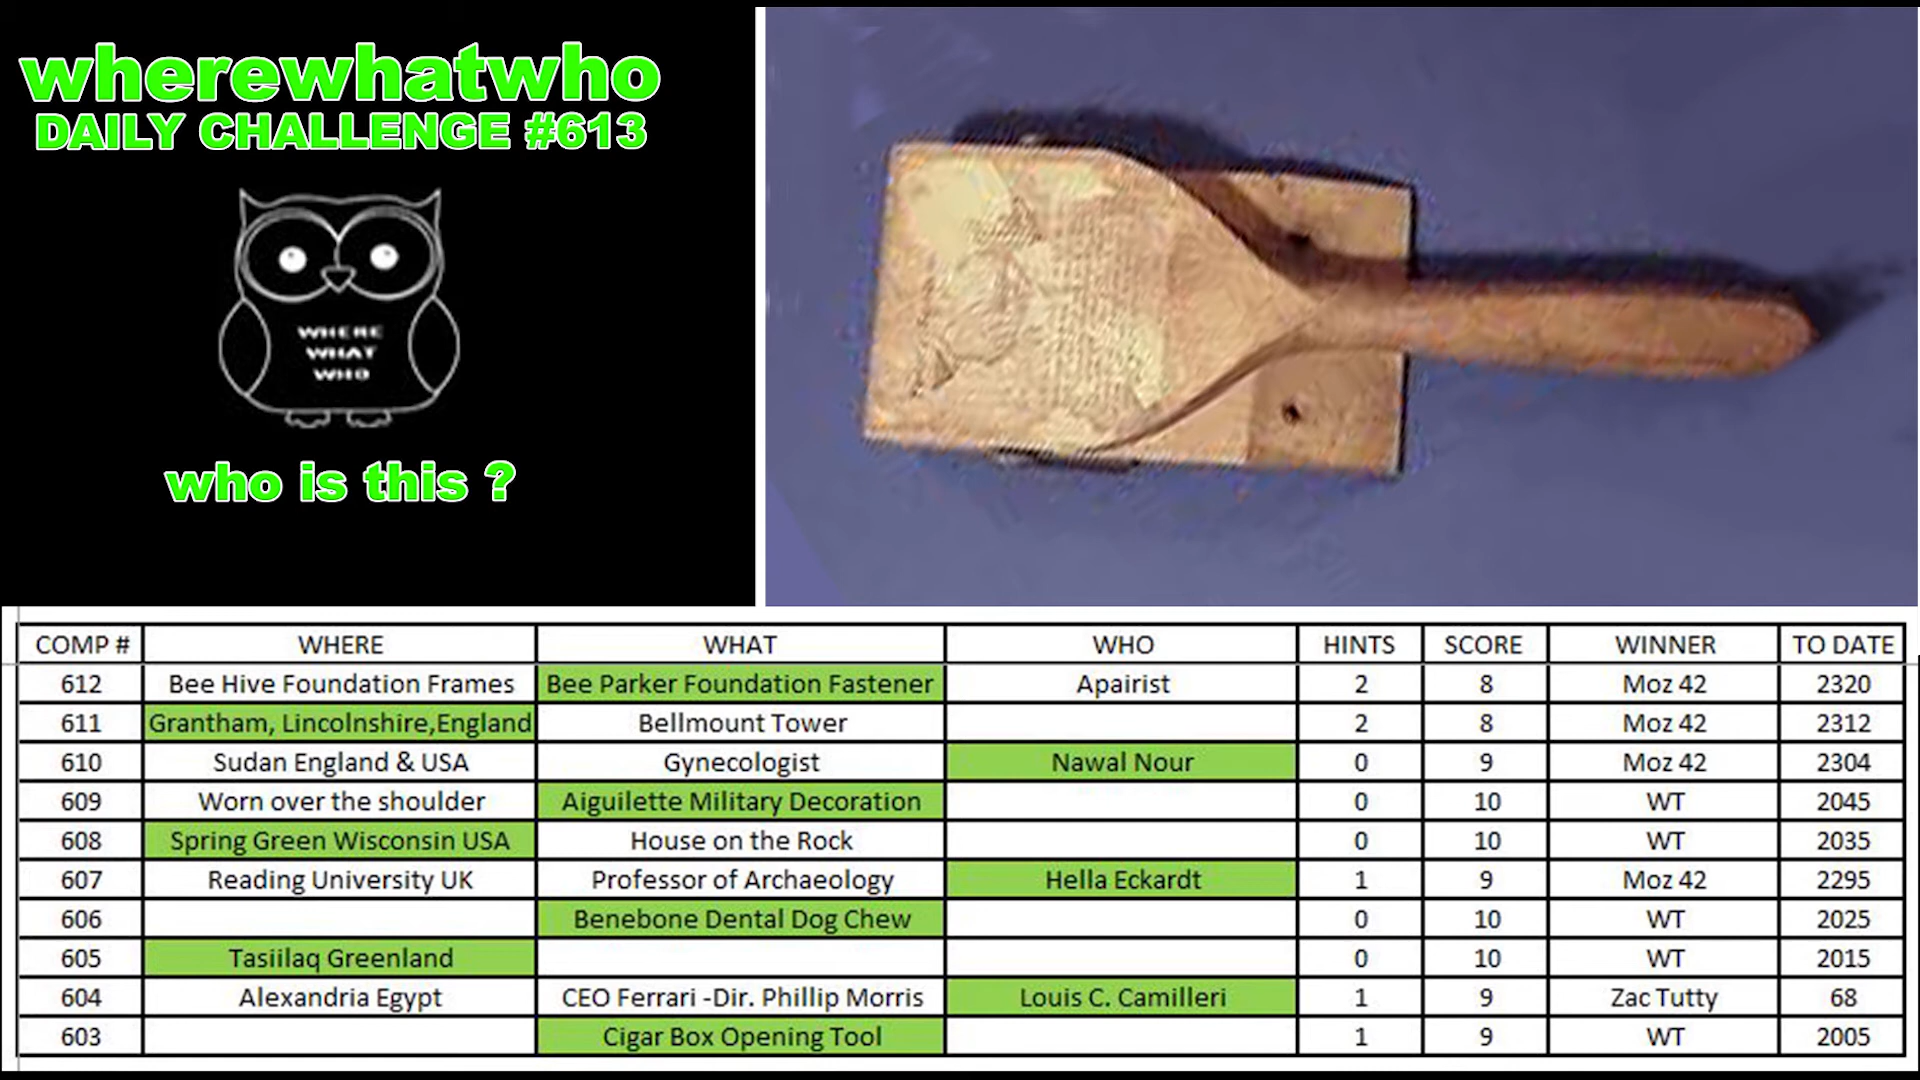 wherewhatwho
DAILY CHALLENGE #613
WHERE
WHAT
WHO
who is this ?
COMP # WHERE WHAT WHO HINTS SCORE WINNER TO DATE
612 Bee Hive Foundation Frames Bee Parker Foundation Fastener Apairist 2 8 Moz 42 2320
611 Grantham, Lincolnshire,England Bellmount Tower 2 8 Moz 42 2312
610 Sudan England & USA Gynecologist Nawal Nour 0 9 Moz 42 2304
609 Worn over the shoulder Aiguilette Military Decoration 0 10 WT 2045
608 Spring Green Wisconsin USA House on the Rock 0 10 WT 2035
607 Reading University UK Professor of Archaeology Hella Eckardt 1 9 Moz 42 2295
606 Benebone Dental Dog Chew 0 10 WT 2025
605 Tasiilaq Greenland 0 10 WT 2015
604 Alexandria Egypt CEO Ferrari -Dir. Phillip Morris Louis C. Camilleri 1 9 Zac Tutty 68
603 Cigar Box Opening Tool 1 9 WT 2005